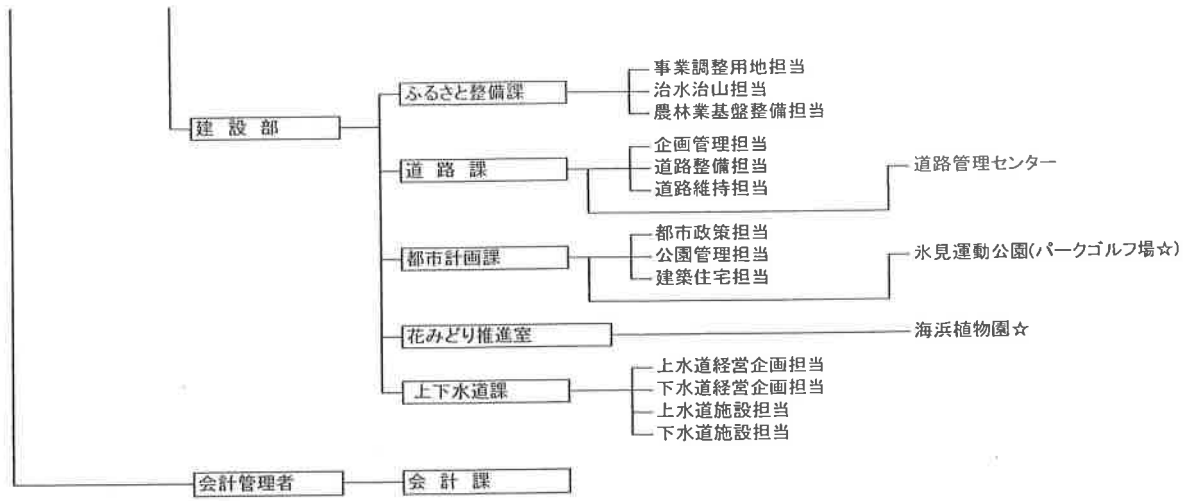 建設部
ふるさと整備課
事業調整用地担当
治水治山担当
農林業基盤整備担当
道路課
企画管理担当
道路整備担当
道路維持担当
道路管理センター
都市計画課
都市政策担当
公園管理担当
建築住宅担当
氷見運動公園(パークゴルフ場☆)
花みどり推進室
海浜植物園☆
上下水道課
上水道経営企画担当
下水道経営企画担当
上水道施設担当
下水道施設担当
会計管理者
会計課